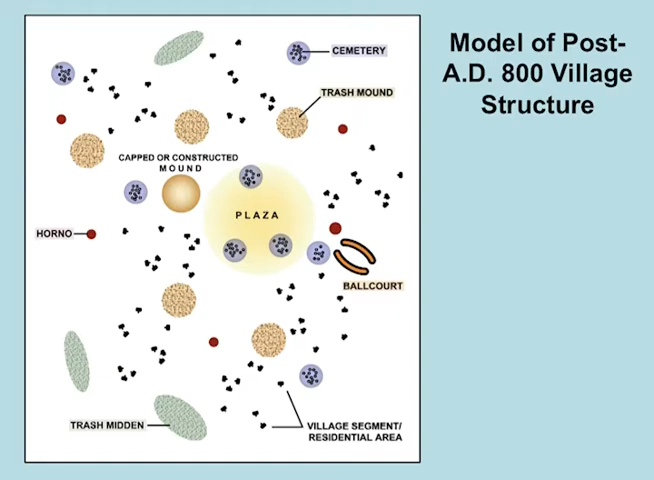 Model of Post-
A.D. 800 Village
Structure
CEMETERY
TRASH MOUND
CAPPED OR CONSTRUCTED
MOUND
PLAZA
HORNO
BALLCOURT
TRASH MIDDEN
VILLAGE SEGMENT/
RESIDENTIAL AREA